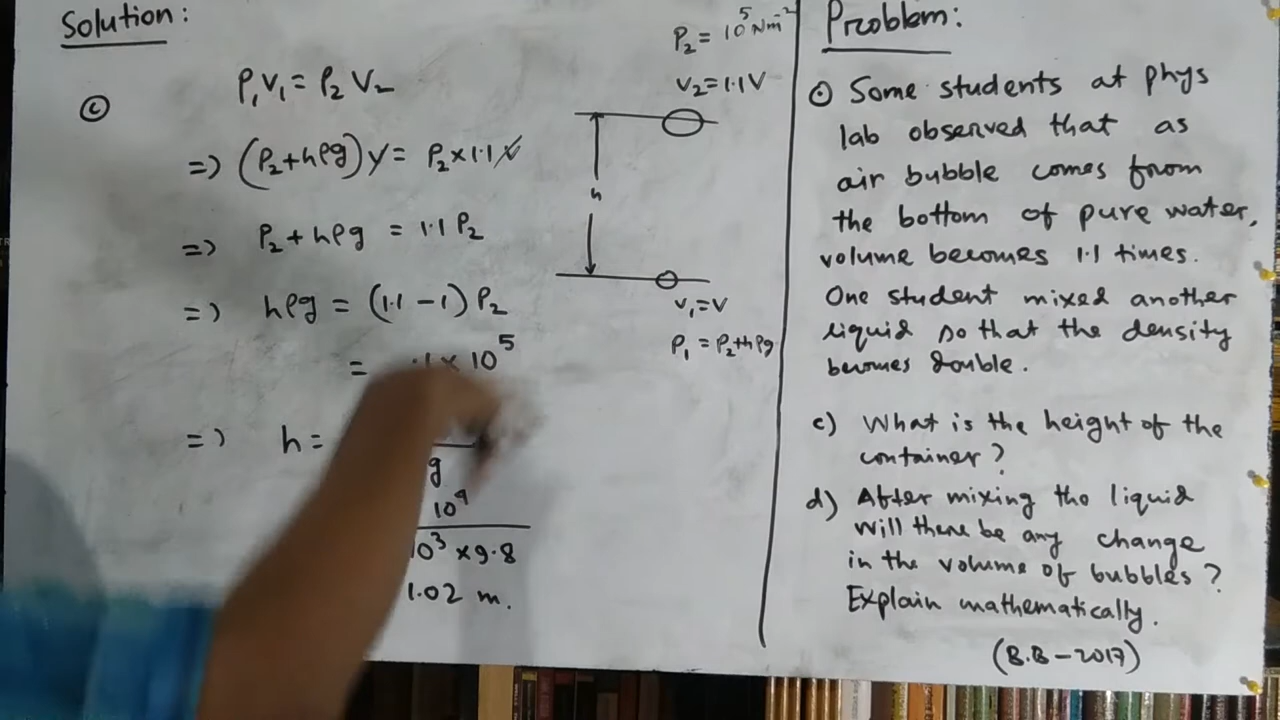 Solution:
P₂ = 10⁵ Nm⁻²
V₂ = 1.1V
ⓒ P₁V₁ = P₂V₂
=> (P₂+hρg)V = P₂×1.1V
=> P₂+hρg = 1.1P₂
=> hρg = (1.1-1)P₂
= .1×10⁵
=> h =
g
10⁴
10³×9.8
1.02 m.
h
V₁=V
P₁ = P₂+hρg
Problem:
⊙ Some students at phys
lab observed that as
air bubble comes from
the bottom of pure water,
volume becomes 1.1 times.
One student mixed another
liquid so that the density
becomes double.
c) What is the height of the
container?
d) After mixing the liquid
will there be any change
in the volume of bubbles?
Explain mathematically.
(B.B-2017)